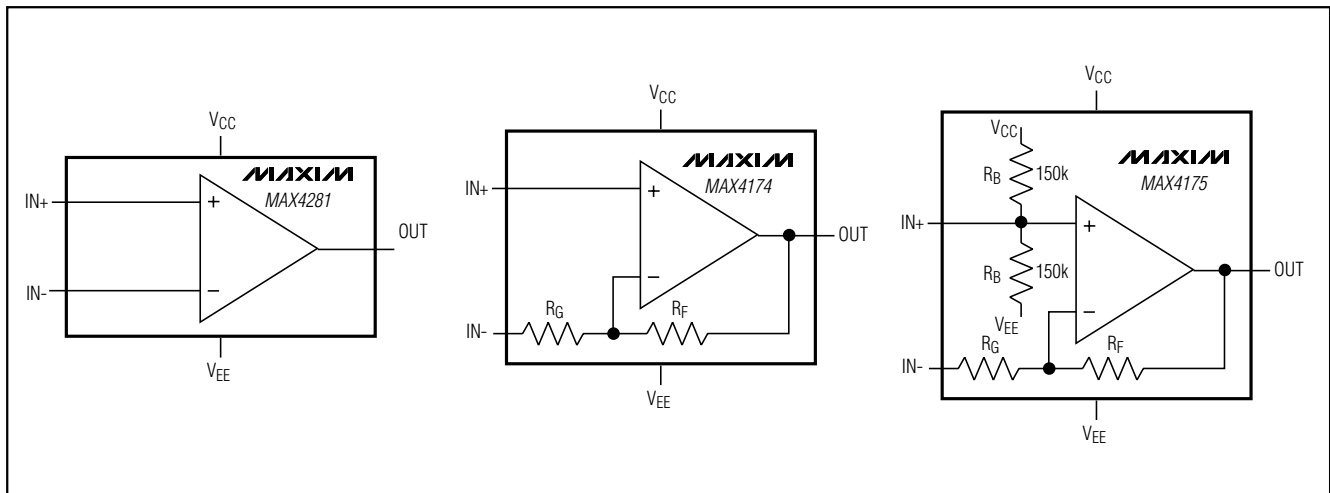 VCC
MAXIM
MAX4281
IN+
OUT
IN-
VEE
VCC
MAXIM
MAX4174
IN+
OUT
RG
RF
IN-
VEE
VCC
VCC
MAXIM
MAX4175
RB 150k
IN+
RB 150k
OUT
VEE
RG
RF
IN-
VEE